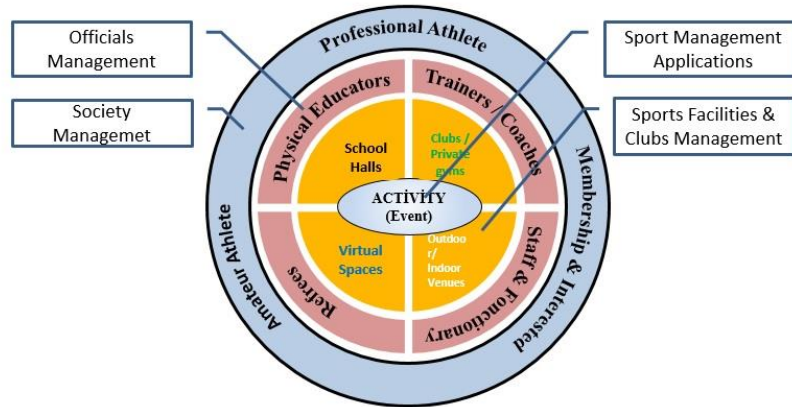 Officials
Management
Society
Managemet
Sport Management
Applications
Sports Facilities &
Clubs Management
Professional Athlete
Amateur Athlete
Membership & Interested
Physical Educators
Trainers / Coaches
Refrees
Staff & Fonctionary
School
Halls
Clubs /
Private
gyms
ACTİVİTY
(Event)
Virtual
Spaces
Outdoo
r/
Indoor
Venues